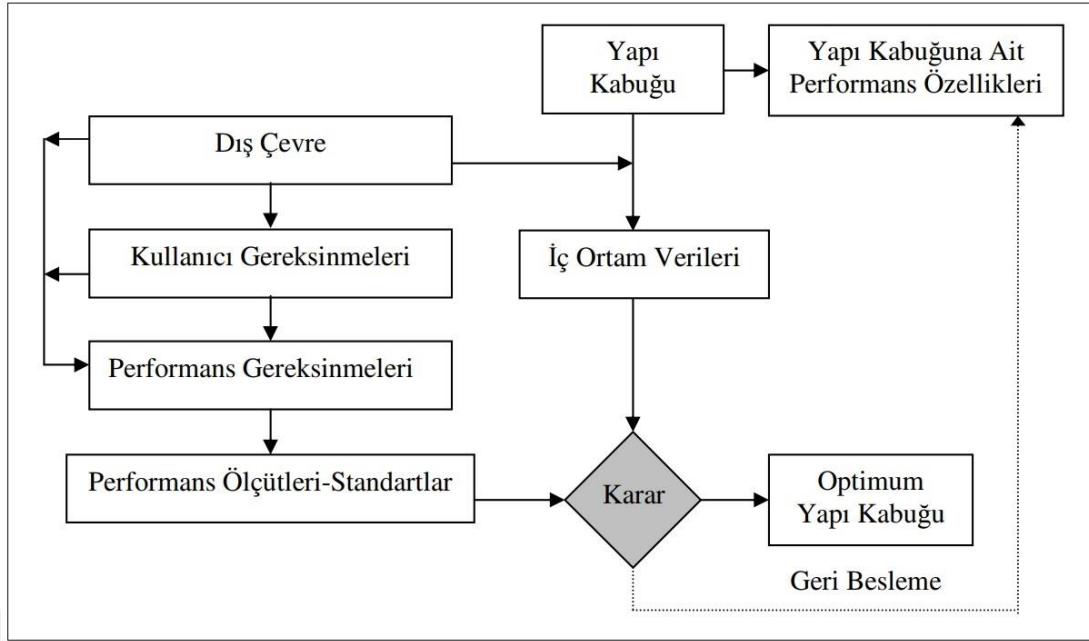 Yapı
Kabuğu
Yapı Kabuğuna Ait
Performans Özellikleri
Dış Çevre
Kullanıcı Gereksinmeleri
İç Ortam Verileri
Performans Gereksinmeleri
Performans Ölçütleri-Standartlar
Karar
Optimum
Yapı Kabuğu
Geri Besleme